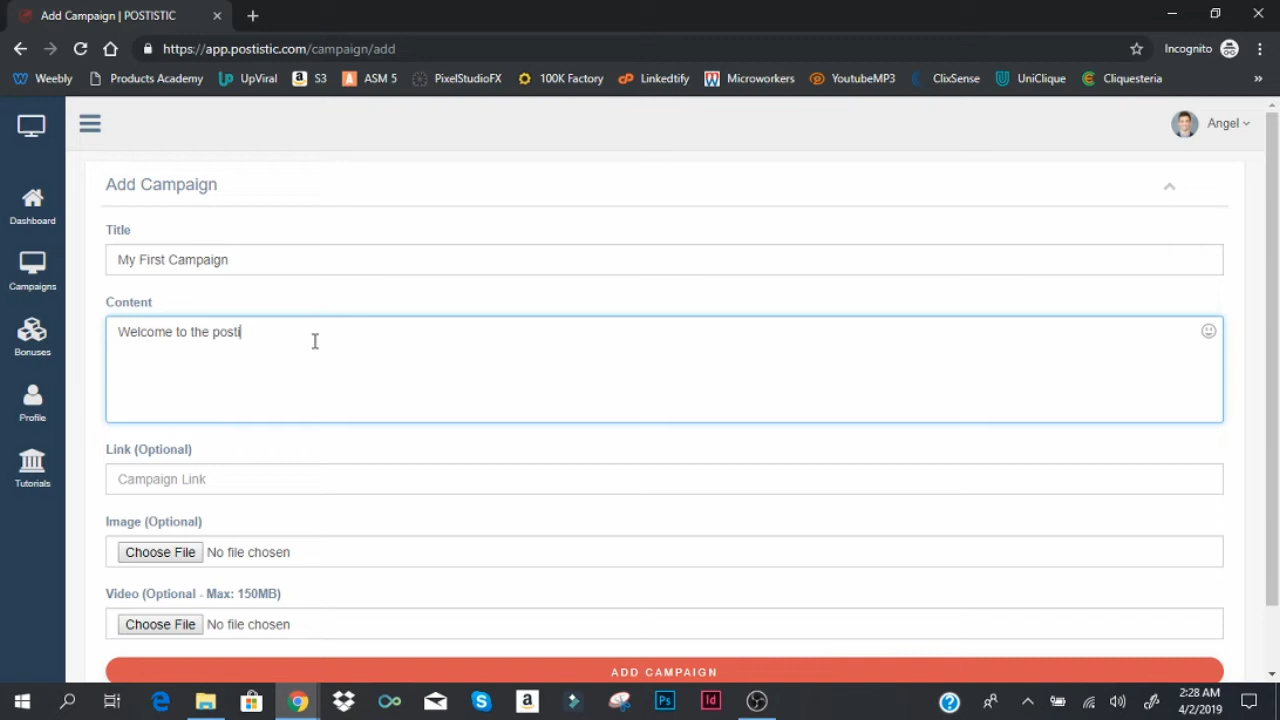 Add Campaign | POSTISTIC
https://app.postistic.com/campaign/add
Incognito
Weebly
Products Academy
UpViral
S3
ASM 5
PixelStudioFX
100K Factory
Linkedtify
Microworkers
YoutubeMP3
ClixSense
UniClique
Cliquesteria
»
Angel
Dashboard
Campaigns
Bonuses
Profile
Tutorials
Add Campaign
Title
My First Campaign
Content
Welcome to the posti
Link (Optional)
Campaign Link
Image (Optional)
Choose File No file chosen
Video (Optional - Max: 150MB)
Choose File No file chosen
ADD CAMPAIGN
Ps
Id
2:28 AM
4/2/2019